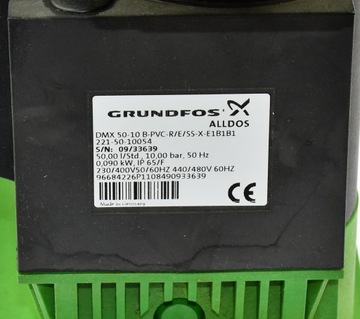 GRUNDFOS
ALLDOS
DMX 50-10 B-PVC-R/E/SS-X-E1B1B1
221-50-10054
S/N: 09/33639
50,00 l/Std., 10,00 bar, 50 Hz
0,090 kW, IP 65/F
230/400V50/60HZ 440/480V 60HZ
96684226P1108490933639
Made in Germany
CE